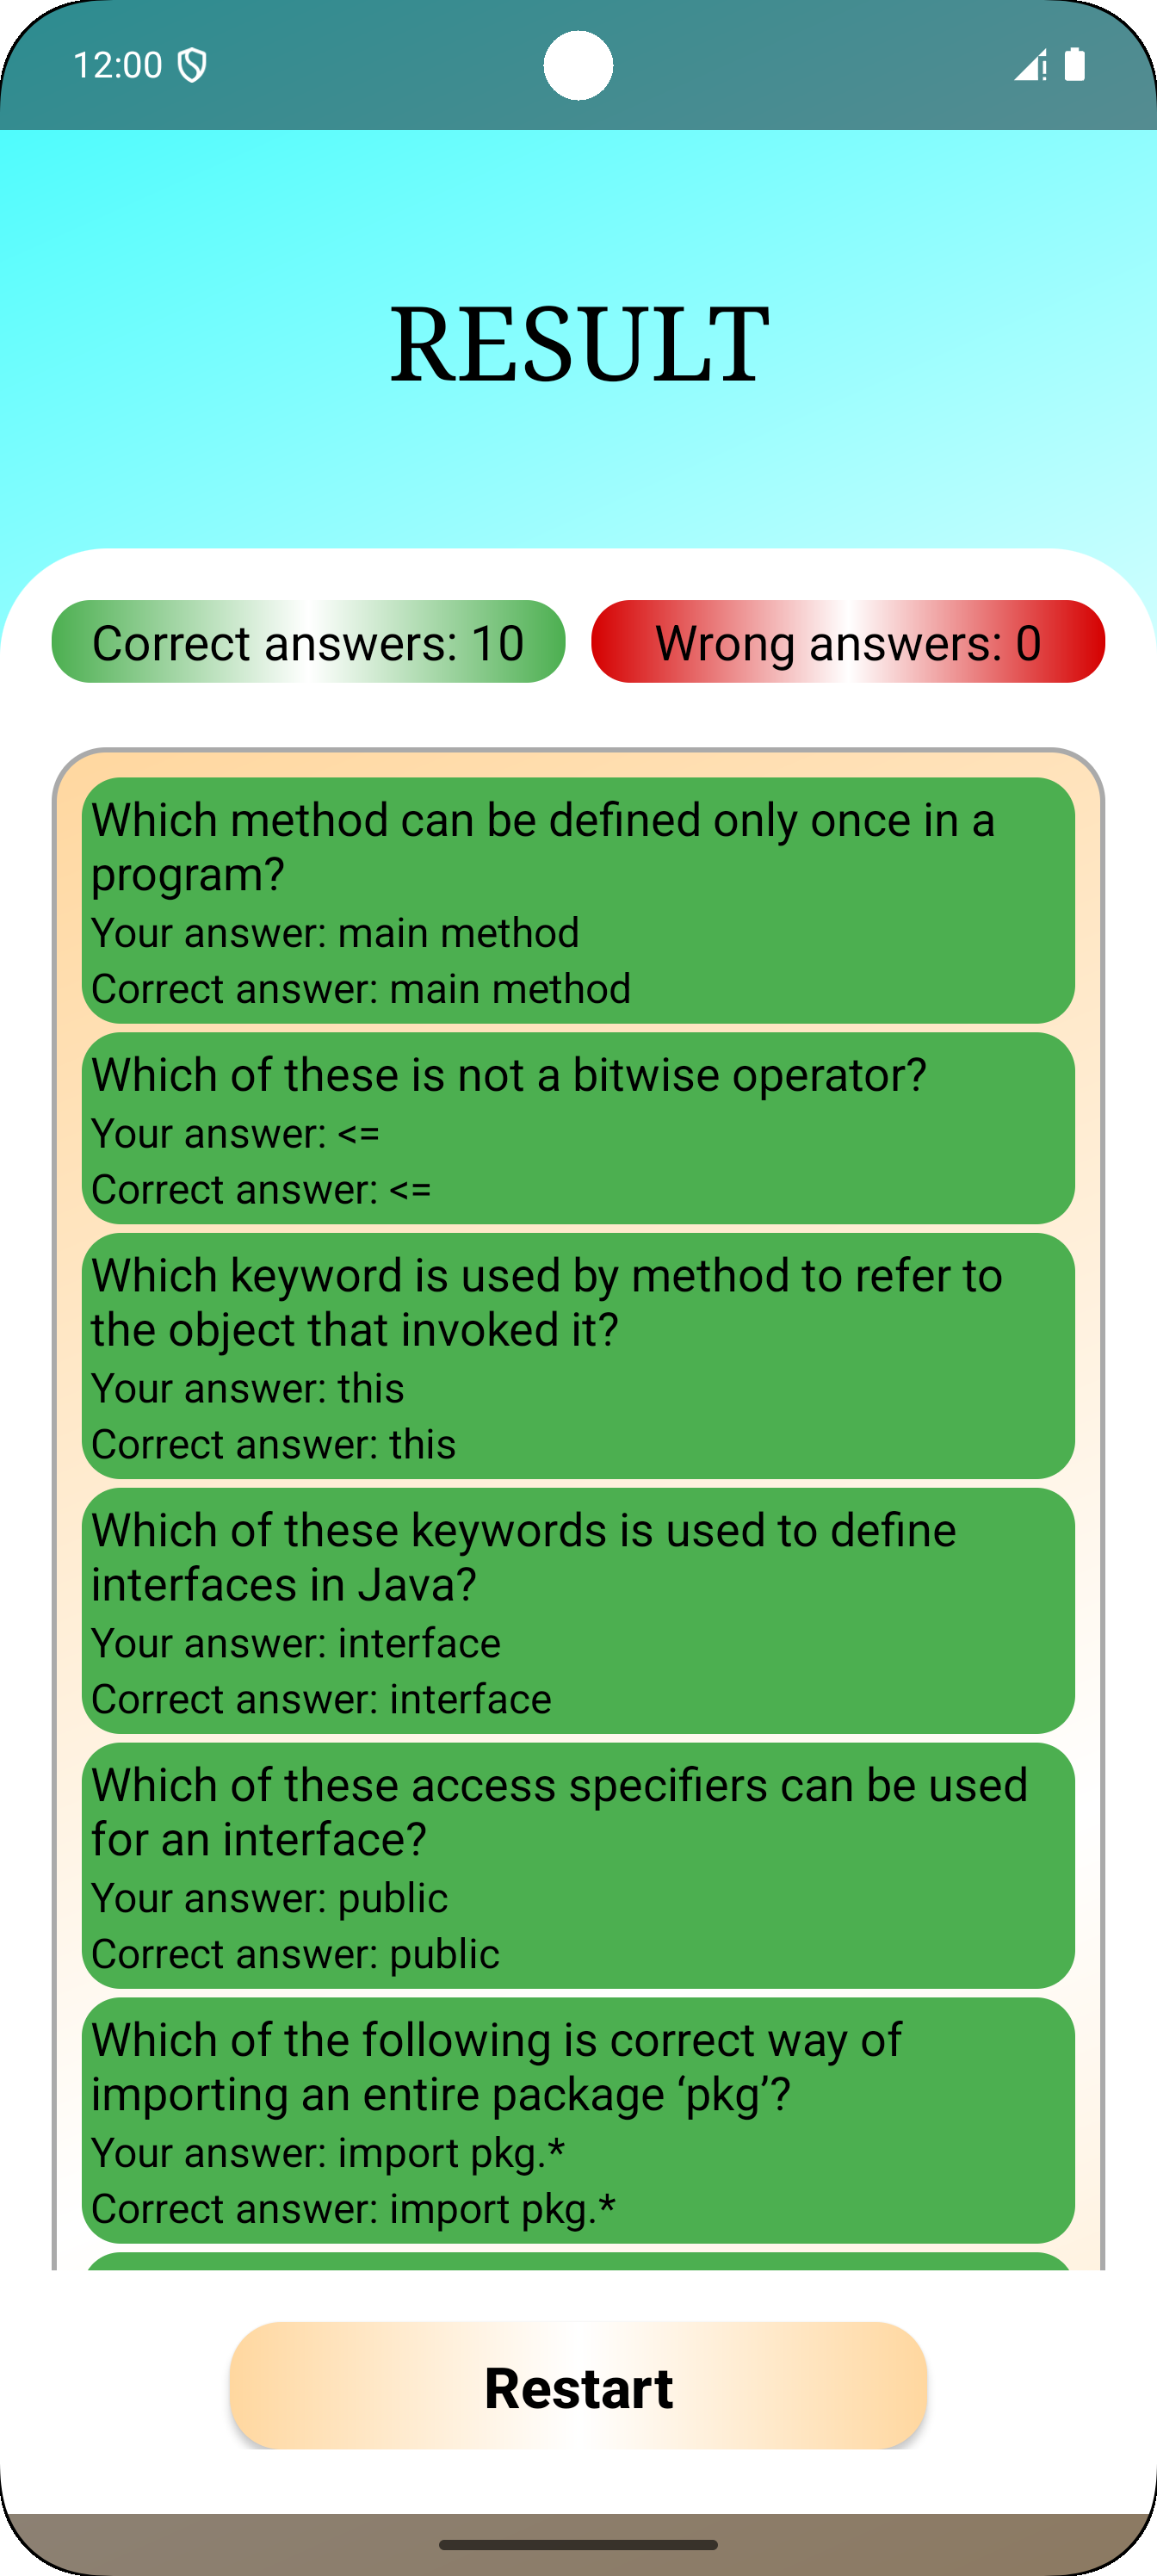 12:00
RESULT
Correct answers: 10
Wrong answers: 0
Which method can be defined only once in a
program?
Your answer: main method
Correct answer: main method
Which of these is not a bitwise operator?
Your answer: <=
Correct answer: <=
Which keyword is used by method to refer to
the object that invoked it?
Your answer: this
Correct answer: this
Which of these keywords is used to define
interfaces in Java?
Your answer: interface
Correct answer: interface
Which of these access specifiers can be used
for an interface?
Your answer: public
Correct answer: public
Which of the following is correct way of
importing an entire package ‘pkg’?
Your answer: import pkg.*
Correct answer: import pkg.*
Restart